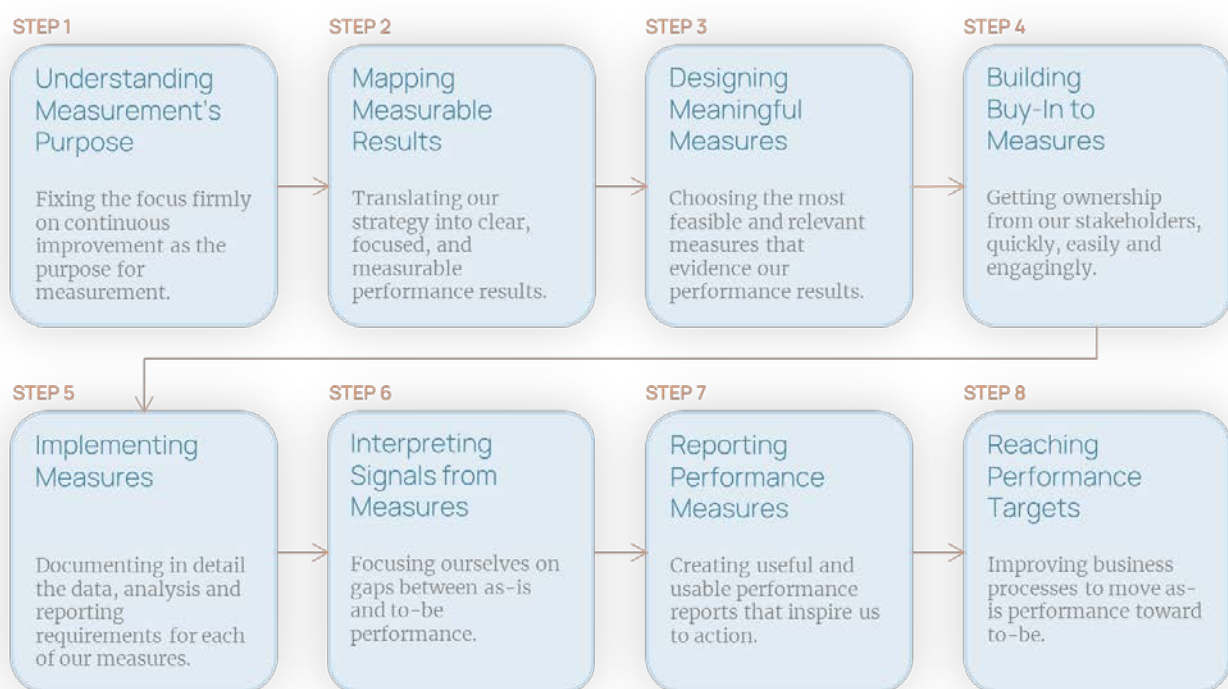 STEP 1
Understanding
Measurement's
Purpose
Fixing the focus firmly
on continuous
improvement as the
purpose for
measurement.
STEP 2
Mapping
Measurable
Results
Translating our
strategy into clear,
focused, and
measurable
performance results.
STEP 3
Designing
Meaningful
Measures
Choosing the most
feasible and relevant
measures that
evidence our
performance results.
STEP 4
Building
Buy-In to
Measures
Getting ownership
from our stakeholders,
quickly, easily and
engagingly.
STEP 5
Implementing
Measures
Documenting in detail
the data, analysis and
reporting
requirements for each
of our measures.
STEP 6
Interpreting
Signals from
Measures
Focusing ourselves on
gaps between as-is
and to-be
performance.
STEP 7
Reporting
Performance
Measures
Creating useful and
usable performance
reports that inspire us
to action.
STEP 8
Reaching
Performance
Targets
Improving business
processes to move as-
is performance toward
to-be.